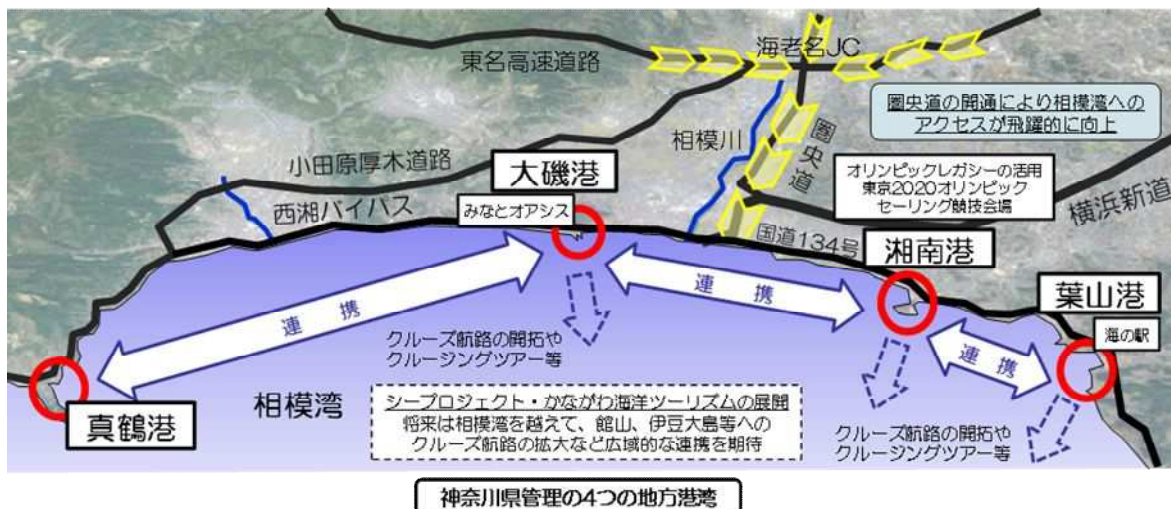 東名高速道路
海老名JC
圏央道の開通により相模湾への
アクセスが飛躍的に向上
相模川
圏央道
小田原厚木道路
大磯港
オリンピックレガシーの活用
東京2020オリンピック
セーリング競技会場
横浜新道
西湘バイパス
みなとオアシス
国道134号
湘南港
葉山港
海の駅
連携
連携
連携
クルーズ航路の開拓や
クルージングツアー等
相模湾
真鶴港
シープロジェクト・かながわ海洋ツーリズムの展開
将来は相模湾を越えて、館山、伊豆大島等への
クルーズ航路の拡大など広域的な連携を期待
クルーズ航路の開拓や
クルージングツアー等
神奈川県管理の4つの地方港湾